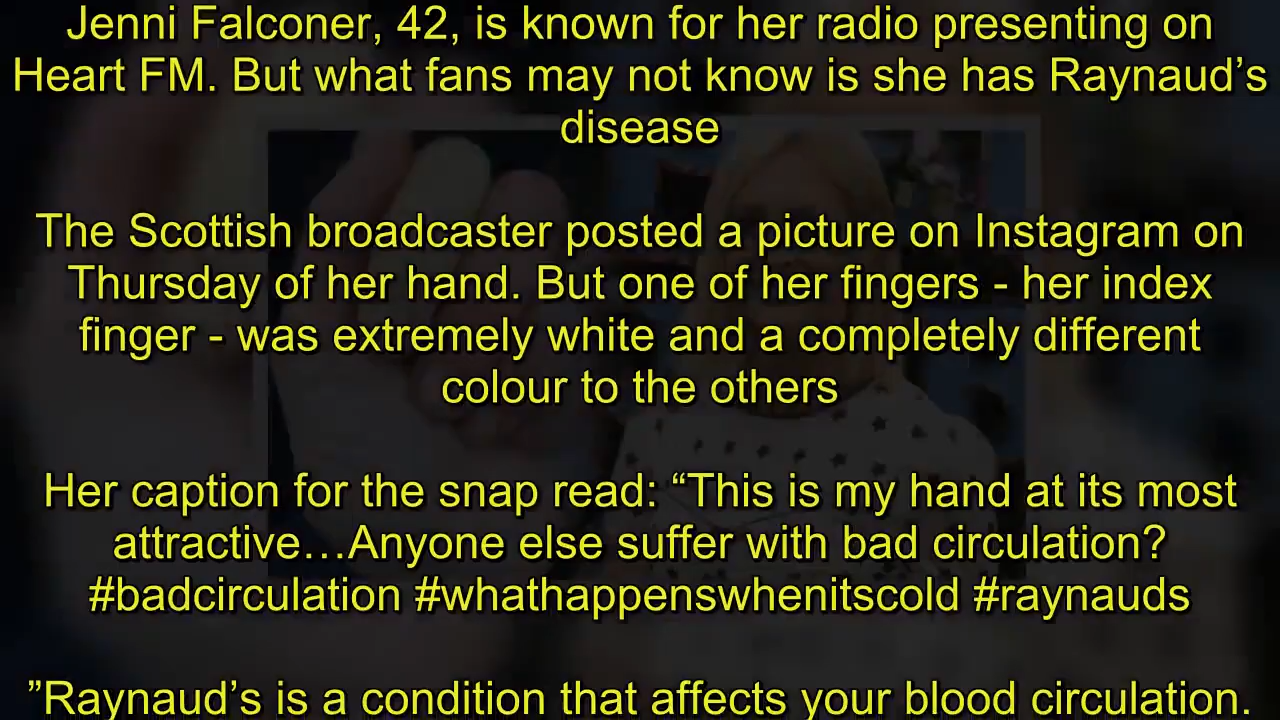 Jenni Falconer, 42, is known for her radio presenting on
Heart FM. But what fans may not know is she has Raynaud’s
disease
The Scottish broadcaster posted a picture on Instagram on
Thursday of her hand. But one of her fingers - her index
finger - was extremely white and a completely different
colour to the others
Her caption for the snap read: “This is my hand at its most
attractive…Anyone else suffer with bad circulation?
#badcirculation #whathappenswhenitscold #raynauds
”Raynaud’s is a condition that affects your blood circulation.